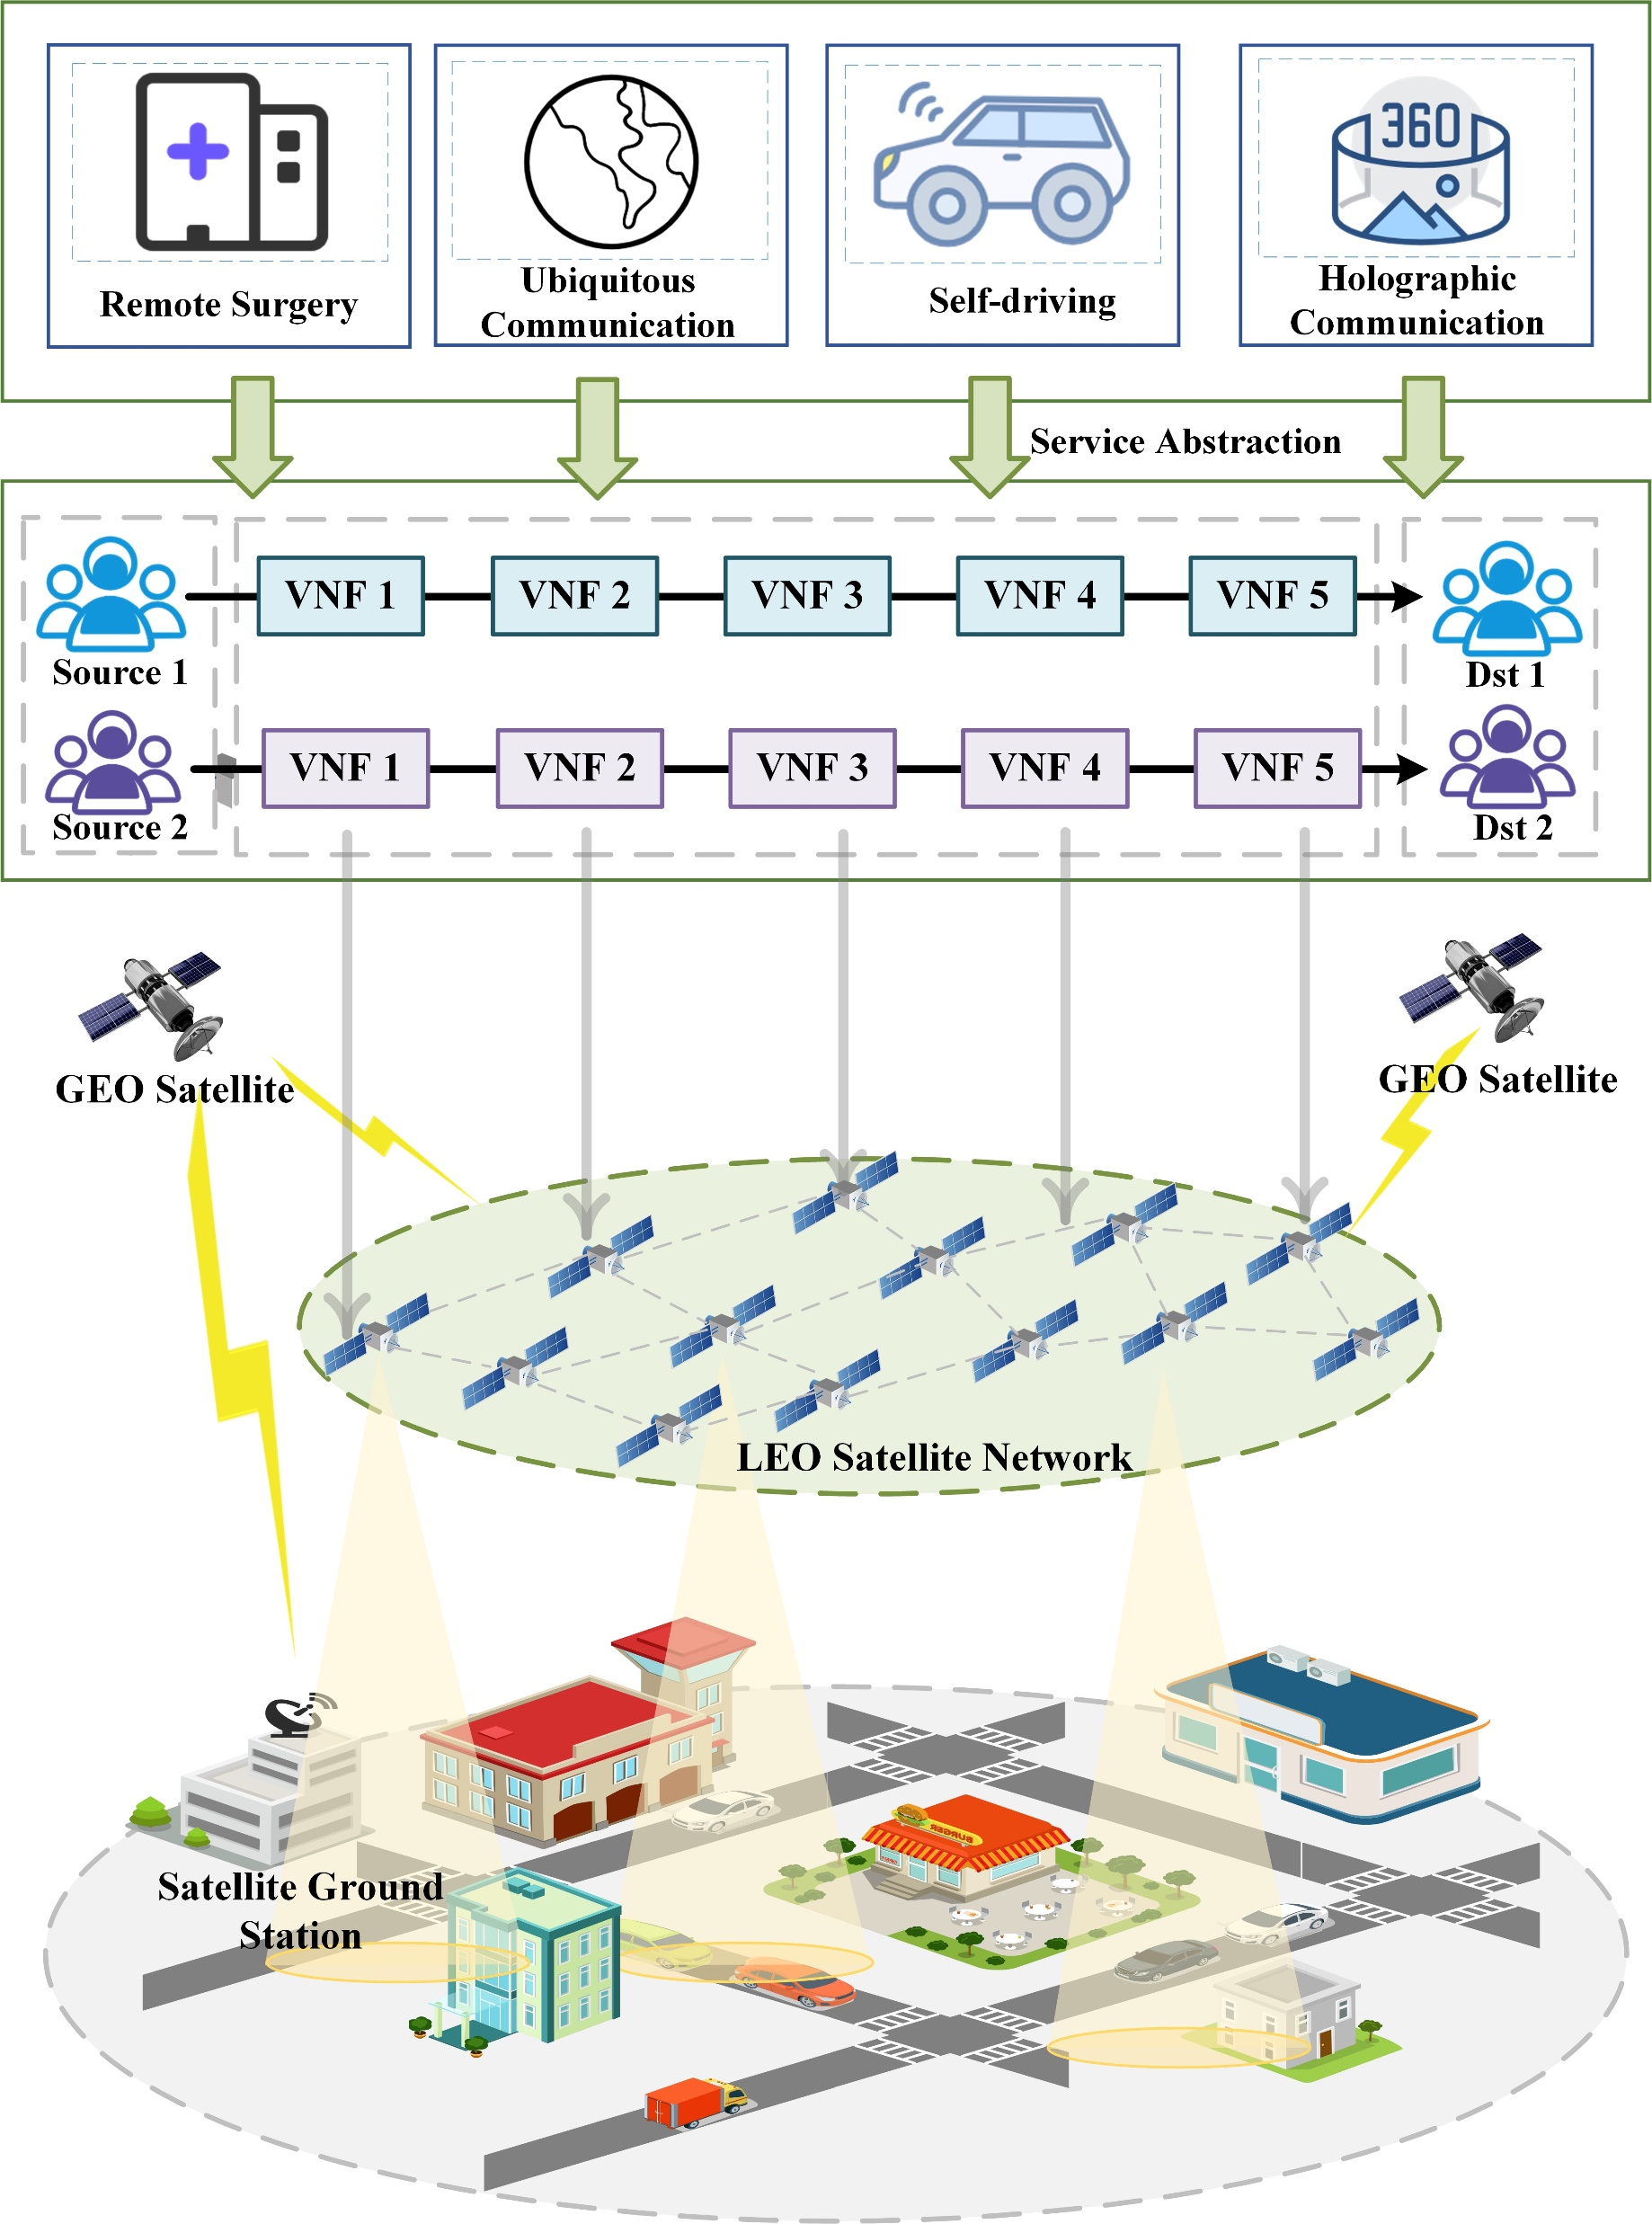 360
Remote Surgery
Ubiquitous
Communication
Self-driving
Holographic
Communication
Service Abstraction
VNF 1
VNF 2
VNF 3
VNF 4
VNF 5
Source 1
Dst 1
VNF 1
VNF 2
VNF 3
VNF 4
VNF 5
Source 2
Dst 2
GEO Satellite
GEO Satellite
LEO Satellite Network
BURGER
Satellite Ground
Station